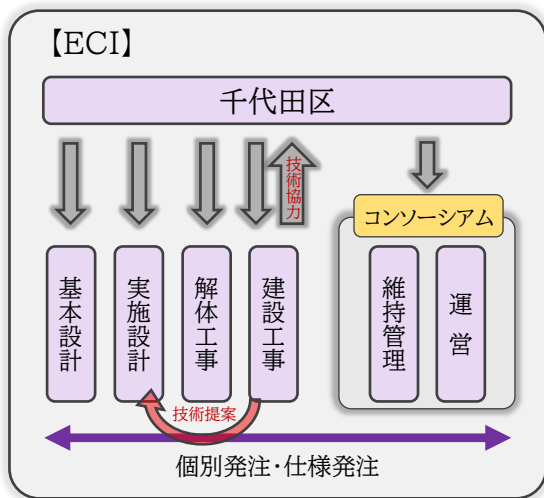 【ECI】
千代田区
技術協力
コンソーシアム
基本設計
実施設計
解体工事
建設工事
維持管理
運営
技術提案
個別発注・仕様発注